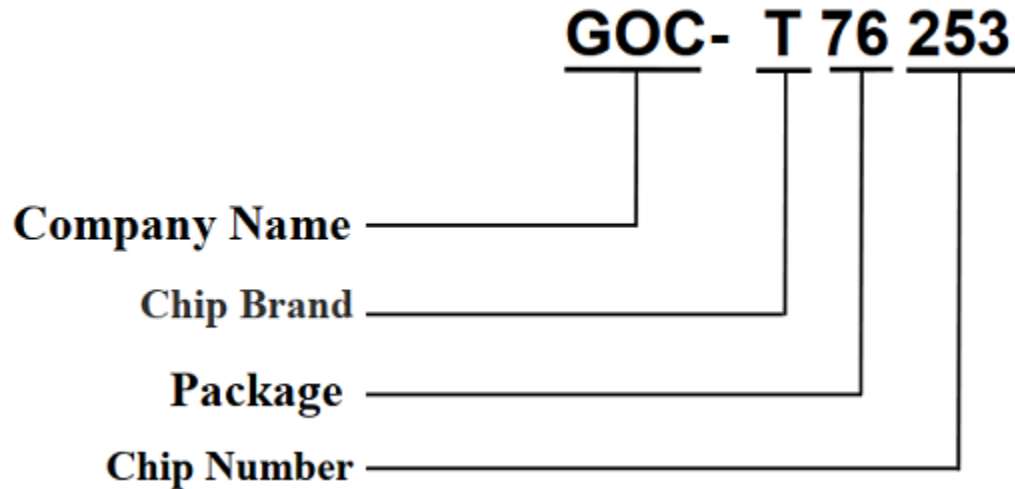 GOC- T 76 253
Company Name
Chip Brand
Package
Chip Number